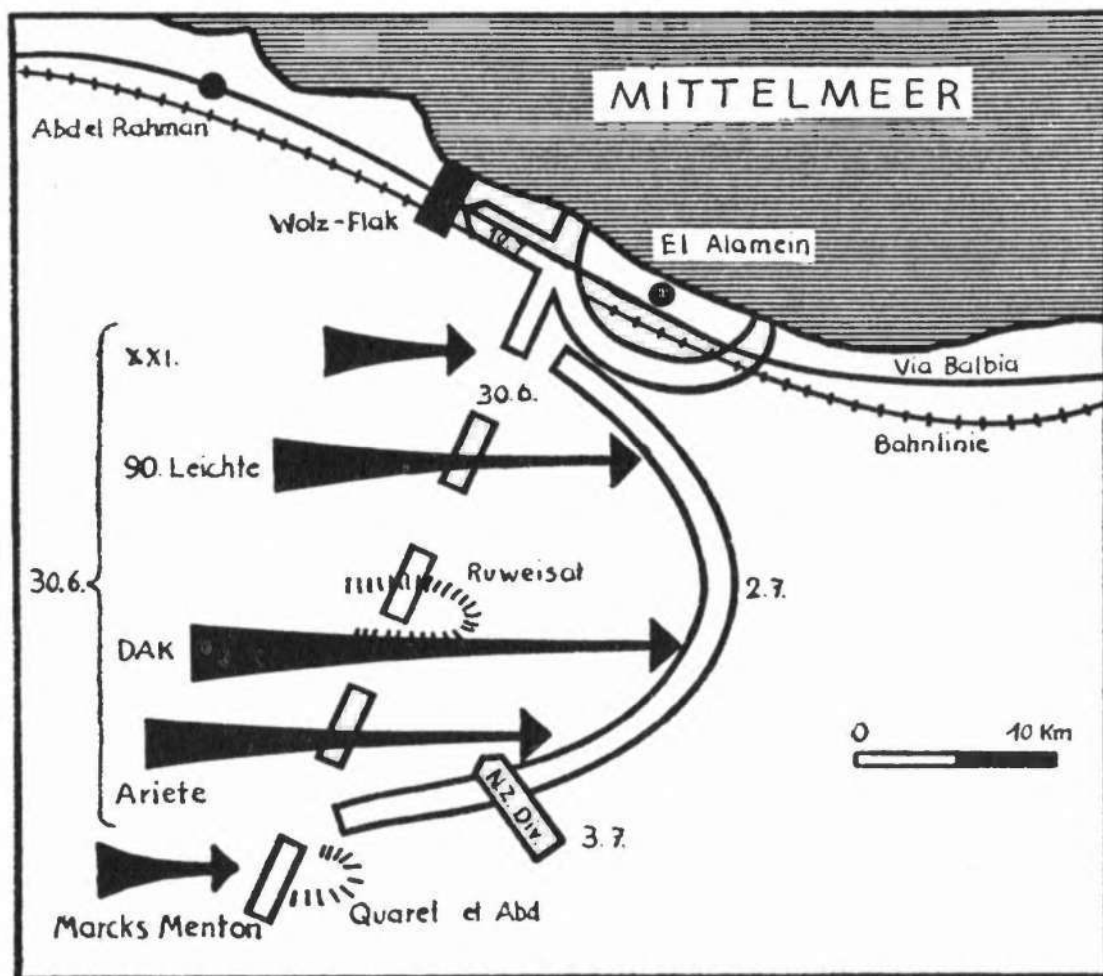 MITTELMEER
Abd el Rahman
Wolz-Flak
El Alamein
XXI.
30.6.
Via Balbia
Bahnlinie
90. Leichte
30.6.
Ruweisat
2.7.
DAK
0 10 Km
Ariete
N.Z. Div.
3.7.
Marcks Menton
Quaret el Abd